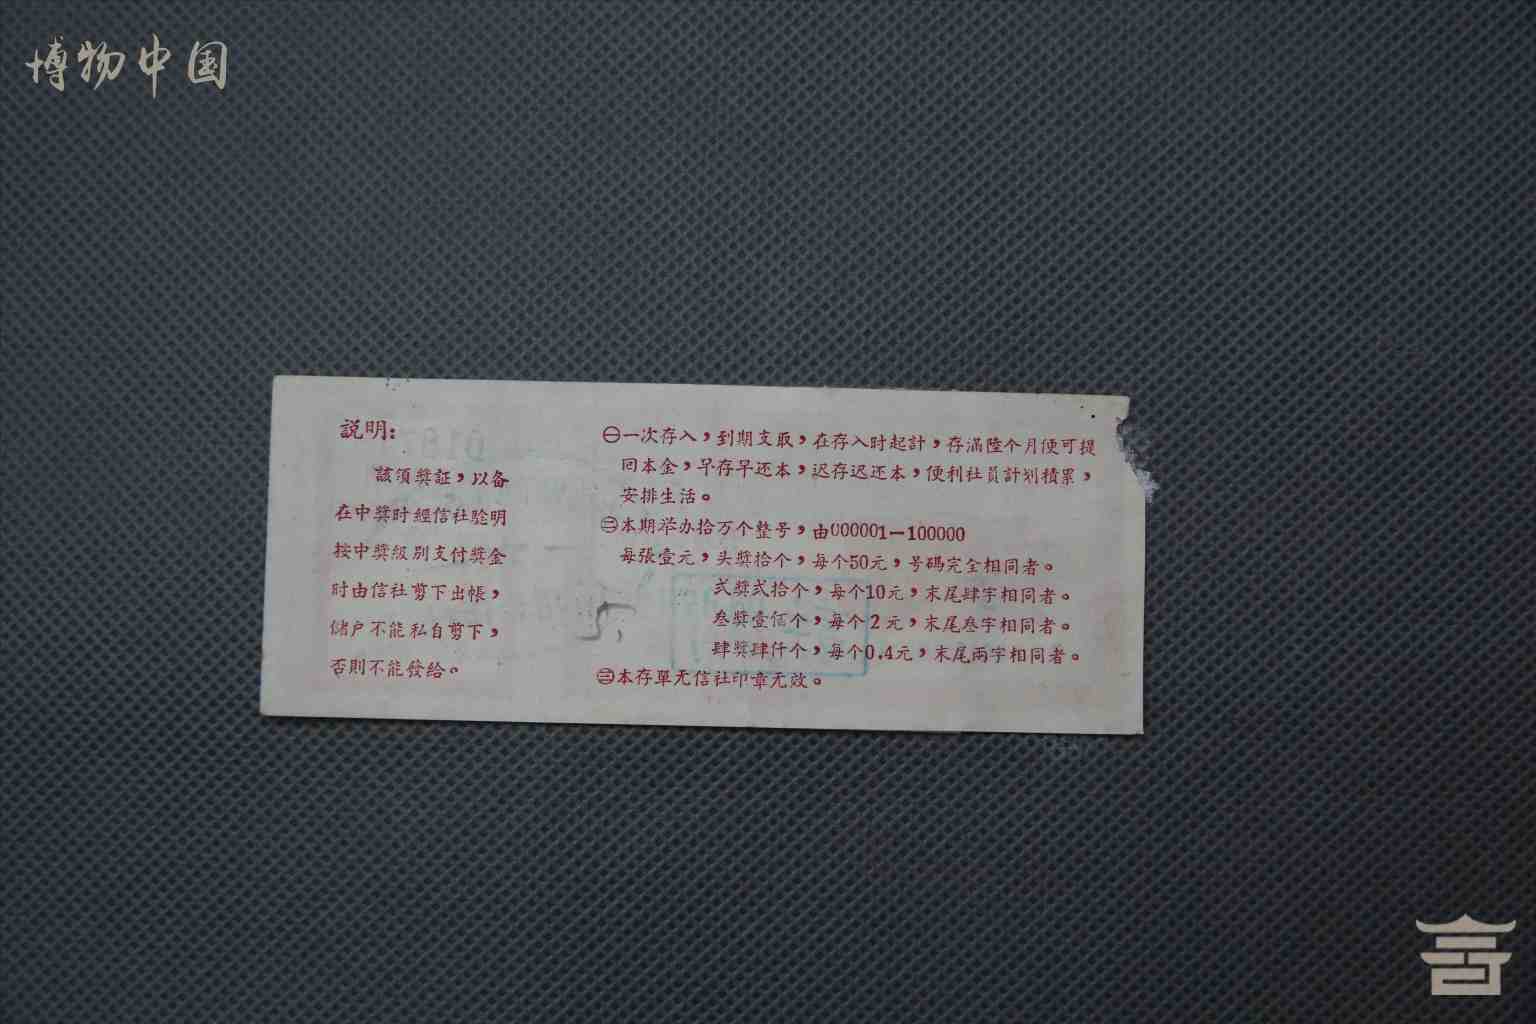 博物中国
説明:
該須獎証，以备
在中獎时經信社驗明
按中獎級别支付獎金
时由信社剪下出帳，
储户不能私自剪下，
否則不能發给。
㊀一次存入，到期支取，在存入时起計，存滿陸个月便可提
回本金，早存早还本，迟存迟还本，便利社員計划積累，
安排生活。
㊁本期举办拾万个整号，由000001—100000
每張壹元，头獎拾个，每个50元，号碼完全相同者。
弍獎弍拾个，每个10元，末尾肆字相同者。
叁獎壹佰个，每个2元，末尾叁字相同者。
肆獎肆仟个，每个0.4元，末尾兩字相同者。
㊂本存單无信社印章无效。